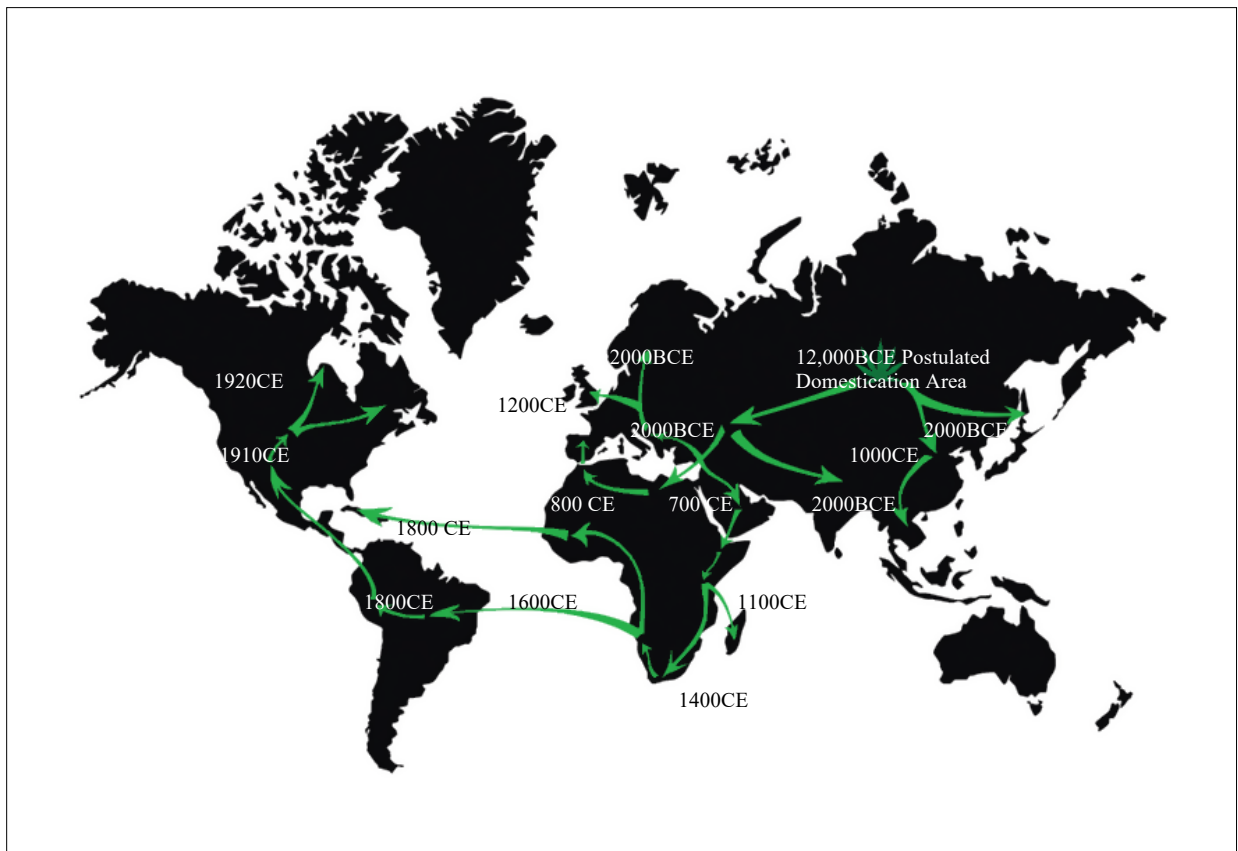 2000BCE
12,000BCE Postulated
Domestication Area
1920CE
1200CE
2000BCE
2000BCE
1910CE
1000CE
800 CE
700 CE
2000BCE
1800 CE
1800CE
1600CE
1100CE
1400CE